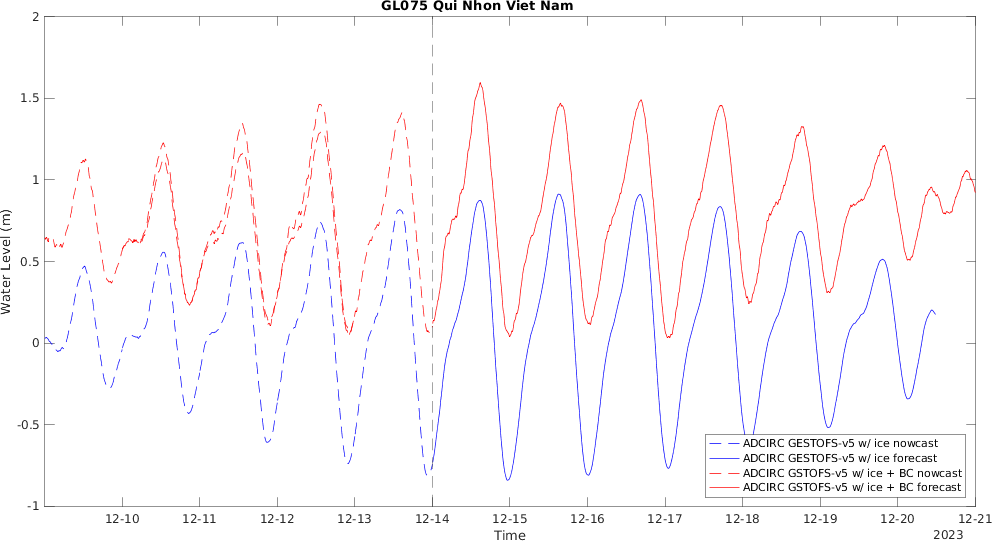 GL075 Qui Nhon Viet Nam
2
1.5
1
0.5
0
-0.5
-1
Water Level (m)
12-10 12-11 12-12 12-13 12-14 12-15 12-16 12-17 12-18 12-19 12-20 12-21
Time
2023
ADCIRC GESTOFS-v5 w/ ice nowcast
ADCIRC GESTOFS-v5 w/ ice forecast
ADCIRC GSTOFS-v5 w/ ice + BC nowcast
ADCIRC GSTOFS-v5 w/ ice + BC forecast